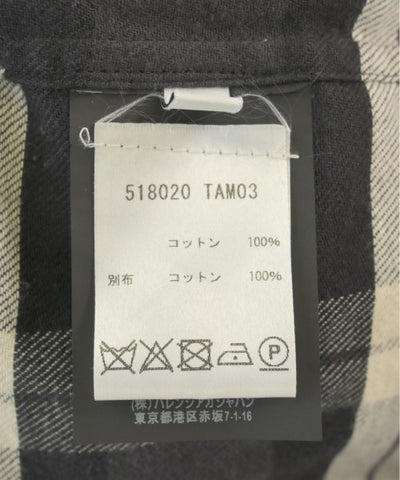 518020 TAM03
コットン 100%
別布 コットン 100%
P
(株)バレンシアガジャパン
東京都港区赤坂7-1-16